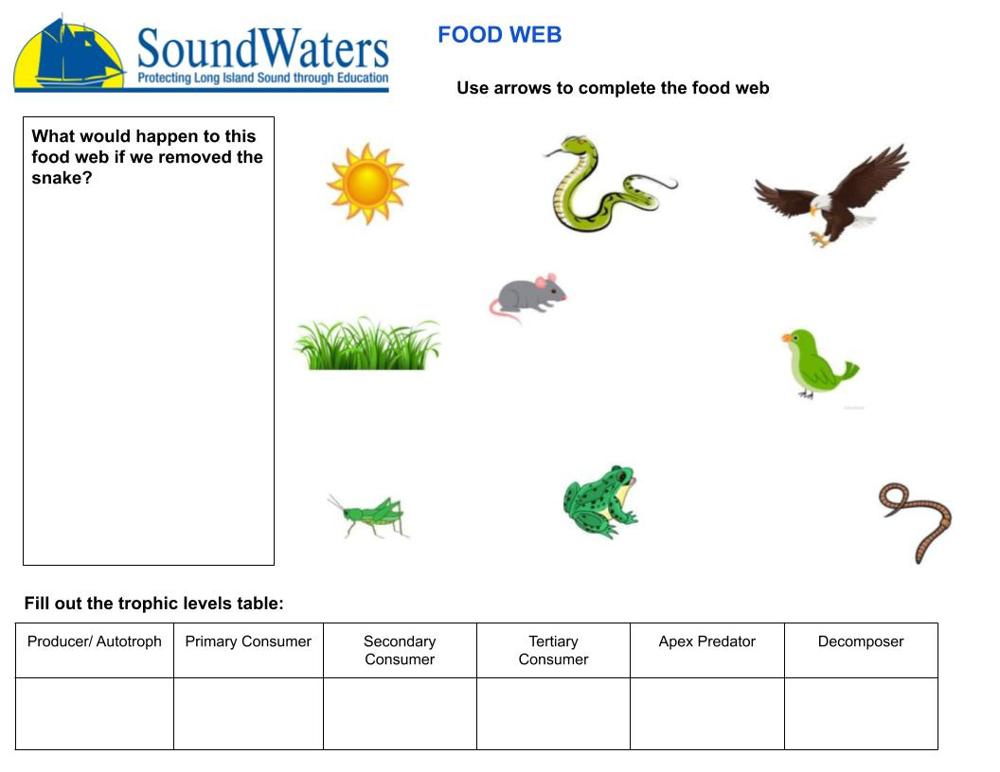 SoundWaters
Protecting Long Island Sound through Education
FOOD WEB
Use arrows to complete the food web
What would happen to this
food web if we removed the
snake?
Fill out the trophic levels table:
Producer/ Autotroph
Primary Consumer
Secondary
Consumer
Tertiary
Consumer
Apex Predator
Decomposer